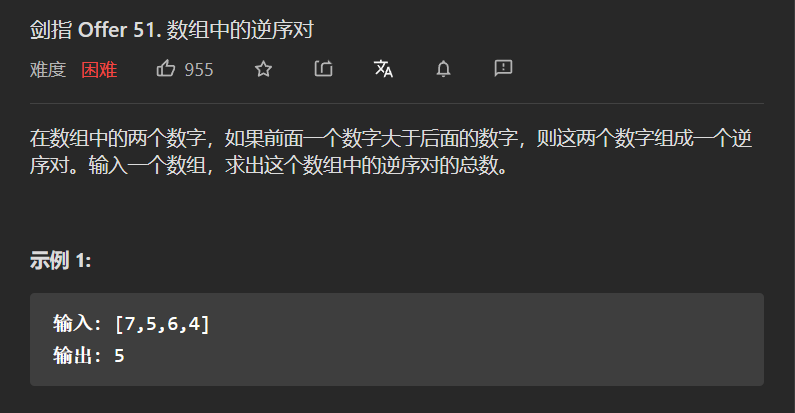 剑指 Offer 51. 数组中的逆序对
难度 困难 955
在数组中的两个数字，如果前面一个数字大于后面的数字，则这两个数字组成一个逆
序对。输入一个数组，求出这个数组中的逆序对的总数。
示例 1:
输入: [7,5,6,4]
输出: 5